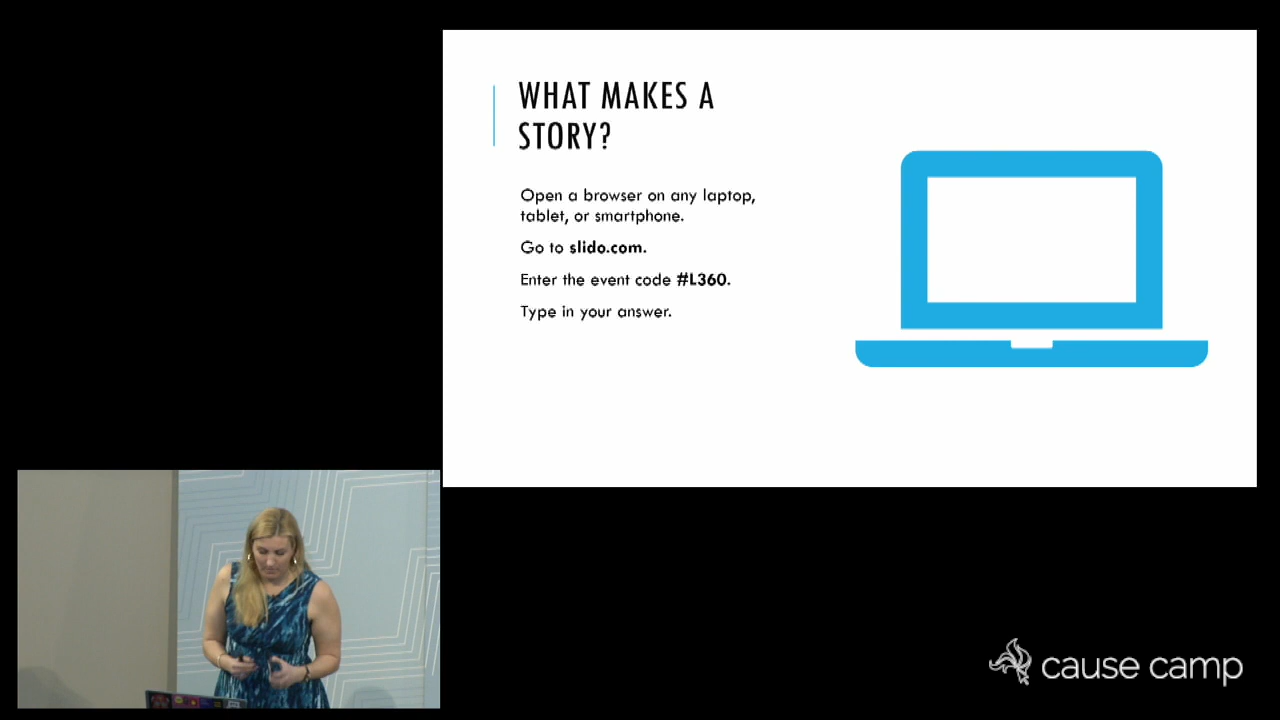 WHAT MAKES A
STORY?
Open a browser on any laptop,
tablet, or smartphone.
Go to slido.com.
Enter the event code #L360.
Type in your answer.
cause camp